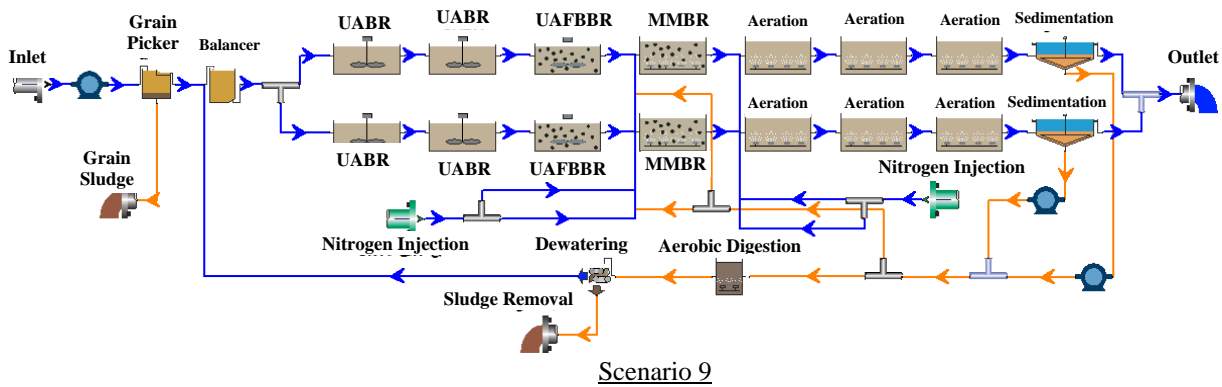 Inlet
Grain
Picker
Balancer
UABR
UABR
UAFBBR
MMBR
Aeration
Aeration
Aeration
Sedimentation
Outlet
UABR
UABR
UAFBBR
MMBR
Aeration
Aeration
Aeration
Sedimentation
Grain
Sludge
Nitrogen Injection
Nitrogen Injection
Dewatering
Aerobic Digestion
Sludge Removal
Scenario 9